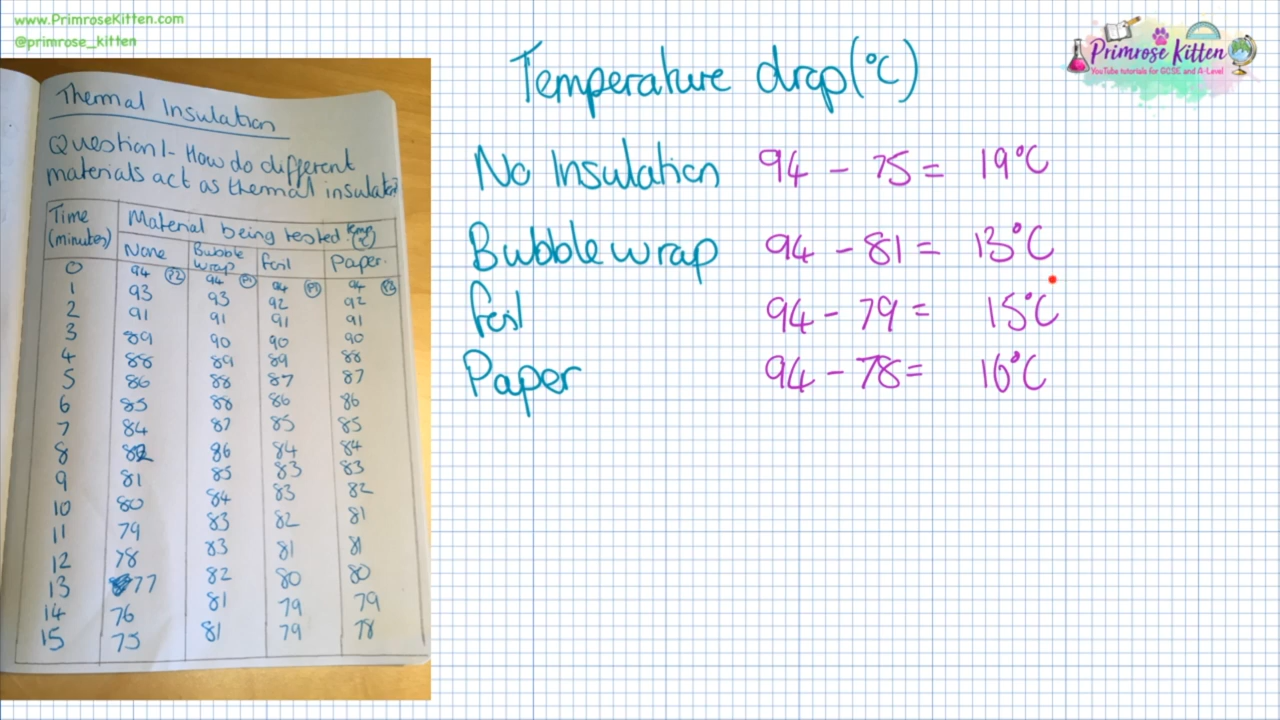 www.PrimroseKitten.com
@primrose_kitten
Primrose Kitten
YouTube tutorials for GCSE and A-Level
Thermal Insulation
Question 1 - How do different
materials act as thermal insulator?
Time (minutes) Material being tested Temp (°C)
None Bubble wrap foil Paper.
0 94 94 94 94
1 93 93 92 92
2 91 91 91 91
3 89 90 90 90
4 88 89 89 88
5 86 88 87 87
6 85 88 86 86
7 84 87 85 85
8 82 86 84 84
9 81 85 83 83
10 80 84 83 82
11 79 83 82 81
12 78 83 81 81
13 77 82 80 80
14 76 81 79 79
15 75 81 79 78
Temperature drop (°C)
No Insulation 94 - 75 = 19°C
Bubble wrap 94 - 81 = 13°C
foil 94 - 79 = 15°C
Paper 94 - 78 = 16°C